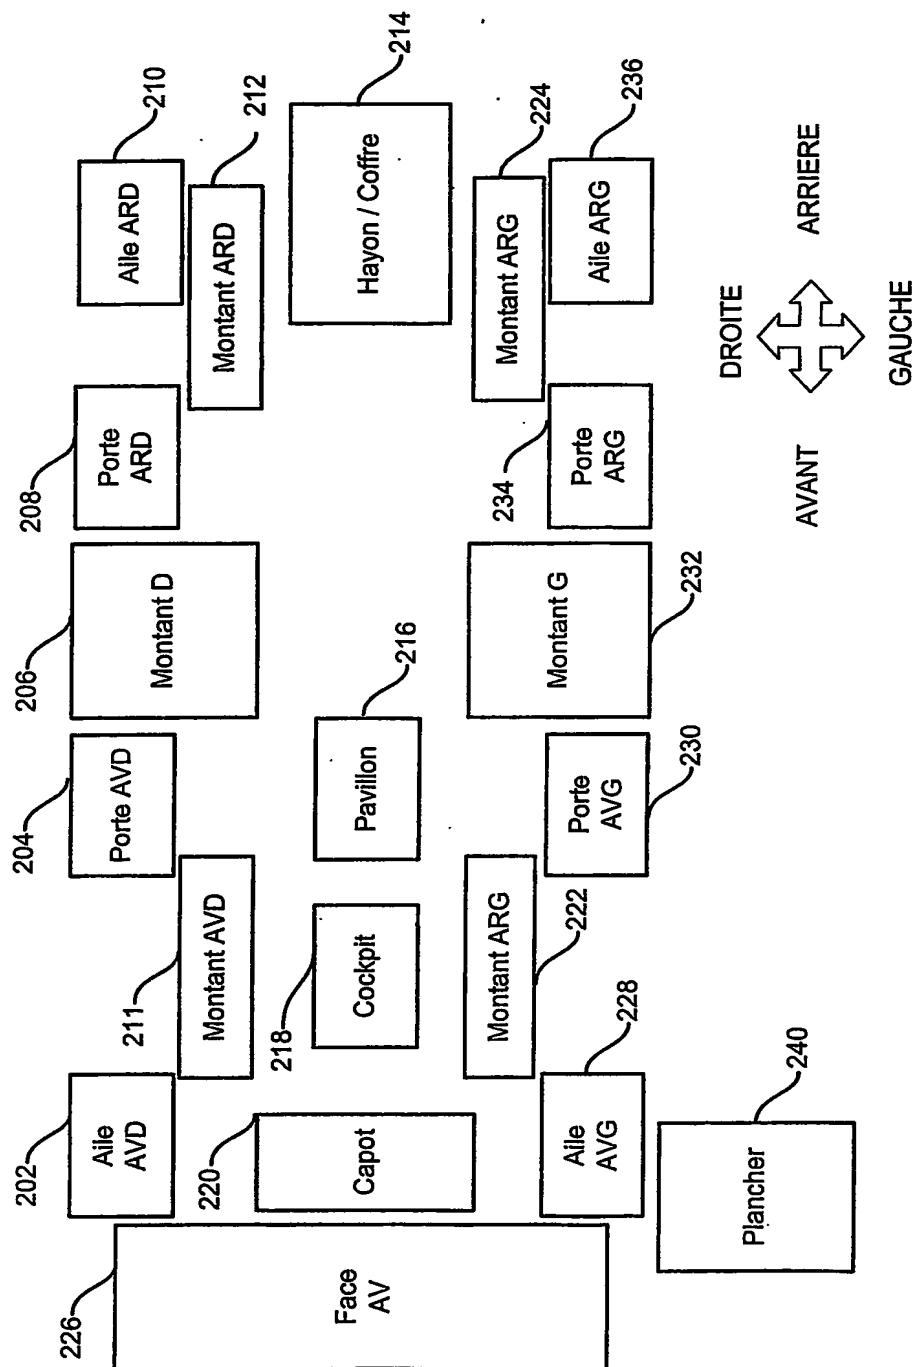 210
212
214
224
236
Aile ARD
Montant ARD
Hayon / Coffre
Montant ARG
Aile ARG
ARRIERE
DROITE
GAUCHE
AVANT
208
Porte
ARD
234
Porte
ARG
206
Montant D
216
Montant G
232
204
Porte AVD
Pavillon
Porte
AVG
230
211
Montant AVD
218
Cockpit
Montant ARG
222
228
202
Aile
AVD
220
Capot
Aile
AVG
240
Plancher
226
Face
AV